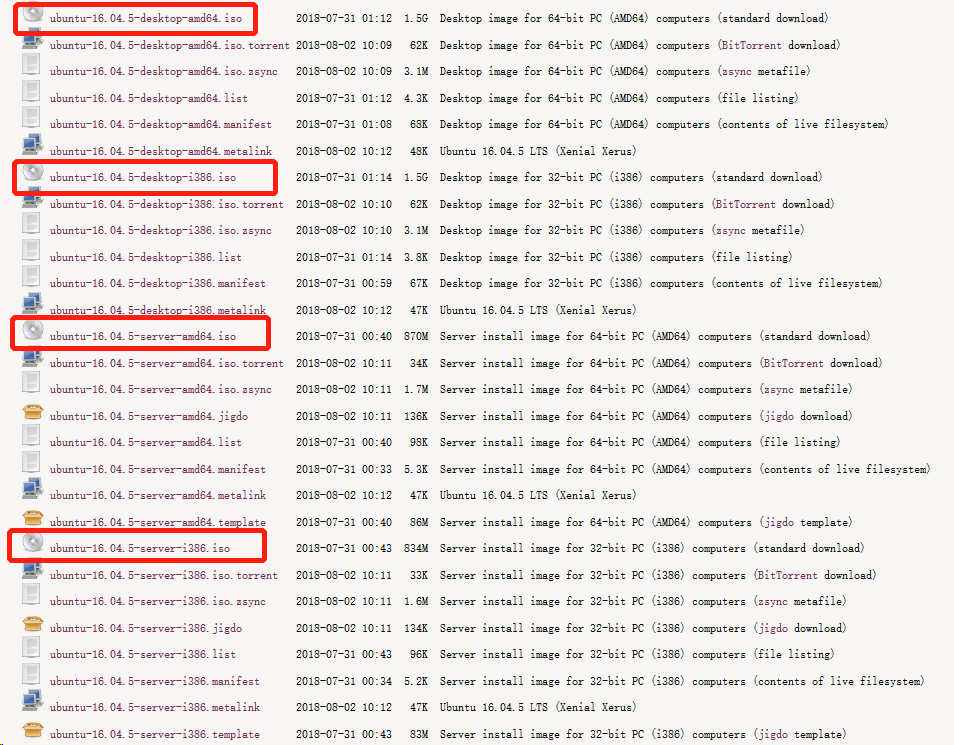 ubuntu-16.04.5-desktop-amd64.iso 2018-07-31 01:12 1.5G Desktop image for 64-bit PC (AMD64) computers (standard download)
ubuntu-16.04.5-desktop-amd64.iso.torrent 2018-08-02 10:09 62K Desktop image for 64-bit PC (AMD64) computers (BitTorrent download)
ubuntu-16.04.5-desktop-amd64.iso.zsync 2018-08-02 10:09 3.1M Desktop image for 64-bit PC (AMD64) computers (zsync metafile)
ubuntu-16.04.5-desktop-amd64.list 2018-07-31 01:12 4.3K Desktop image for 64-bit PC (AMD64) computers (file listing)
ubuntu-16.04.5-desktop-amd64.manifest 2018-07-31 01:08 68K Desktop image for 64-bit PC (AMD64) computers (contents of live filesystem)
ubuntu-16.04.5-desktop-amd64.metalink 2018-08-02 10:12 48K Ubuntu 16.04.5 LTS (Xenial Xerus)
ubuntu-16.04.5-desktop-i386.iso 2018-07-31 01:14 1.5G Desktop image for 32-bit PC (i386) computers (standard download)
ubuntu-16.04.5-desktop-i386.iso.torrent 2018-08-02 10:10 62K Desktop image for 32-bit PC (i386) computers (BitTorrent download)
ubuntu-16.04.5-desktop-i386.iso.zsync 2018-08-02 10:10 3.1M Desktop image for 32-bit PC (i386) computers (zsync metafile)
ubuntu-16.04.5-desktop-i386.list 2018-07-31 01:14 3.8K Desktop image for 32-bit PC (i386) computers (file listing)
ubuntu-16.04.5-desktop-i386.manifest 2018-07-31 00:59 67K Desktop image for 32-bit PC (i386) computers (contents of live filesystem)
ubuntu-16.04.5-desktop-i386.metalink 2018-08-02 10:12 47K Ubuntu 16.04.5 LTS (Xenial Xerus)
ubuntu-16.04.5-server-amd64.iso 2018-07-31 00:40 870M Server install image for 64-bit PC (AMD64) computers (standard download)
ubuntu-16.04.5-server-amd64.iso.torrent 2018-08-02 10:11 34K Server install image for 64-bit PC (AMD64) computers (BitTorrent download)
ubuntu-16.04.5-server-amd64.iso.zsync 2018-08-02 10:11 1.7M Server install image for 64-bit PC (AMD64) computers (zsync metafile)
ubuntu-16.04.5-server-amd64.jigdo 2018-08-02 10:11 136K Server install image for 64-bit PC (AMD64) computers (jigdo download)
ubuntu-16.04.5-server-amd64.list 2018-07-31 00:40 98K Server install image for 64-bit PC (AMD64) computers (file listing)
ubuntu-16.04.5-server-amd64.manifest 2018-07-31 00:33 5.3K Server install image for 64-bit PC (AMD64) computers (contents of live filesystem)
ubuntu-16.04.5-server-amd64.metalink 2018-08-02 10:12 47K Ubuntu 16.04.5 LTS (Xenial Xerus)
ubuntu-16.04.5-server-amd64.template 2018-07-31 00:40 86M Server install image for 64-bit PC (AMD64) computers (jigdo template)
ubuntu-16.04.5-server-i386.iso 2018-07-31 00:43 834M Server install image for 32-bit PC (i386) computers (standard download)
ubuntu-16.04.5-server-i386.iso.torrent 2018-08-02 10:11 33K Server install image for 32-bit PC (i386) computers (BitTorrent download)
ubuntu-16.04.5-server-i386.iso.zsync 2018-08-02 10:11 1.6M Server install image for 32-bit PC (i386) computers (zsync metafile)
ubuntu-16.04.5-server-i386.jigdo 2018-08-02 10:11 134K Server install image for 32-bit PC (i386) computers (jigdo download)
ubuntu-16.04.5-server-i386.list 2018-07-31 00:43 96K Server install image for 32-bit PC (i386) computers (file listing)
ubuntu-16.04.5-server-i386.manifest 2018-07-31 00:34 5.2K Server install image for 32-bit PC (i386) computers (contents of live filesystem)
ubuntu-16.04.5-server-i386.metalink 2018-08-02 10:12 47K Ubuntu 16.04.5 LTS (Xenial Xerus)
ubuntu-16.04.5-server-i386.template 2018-07-31 00:43 83M Server install image for 32-bit PC (i386) computers (jigdo template)